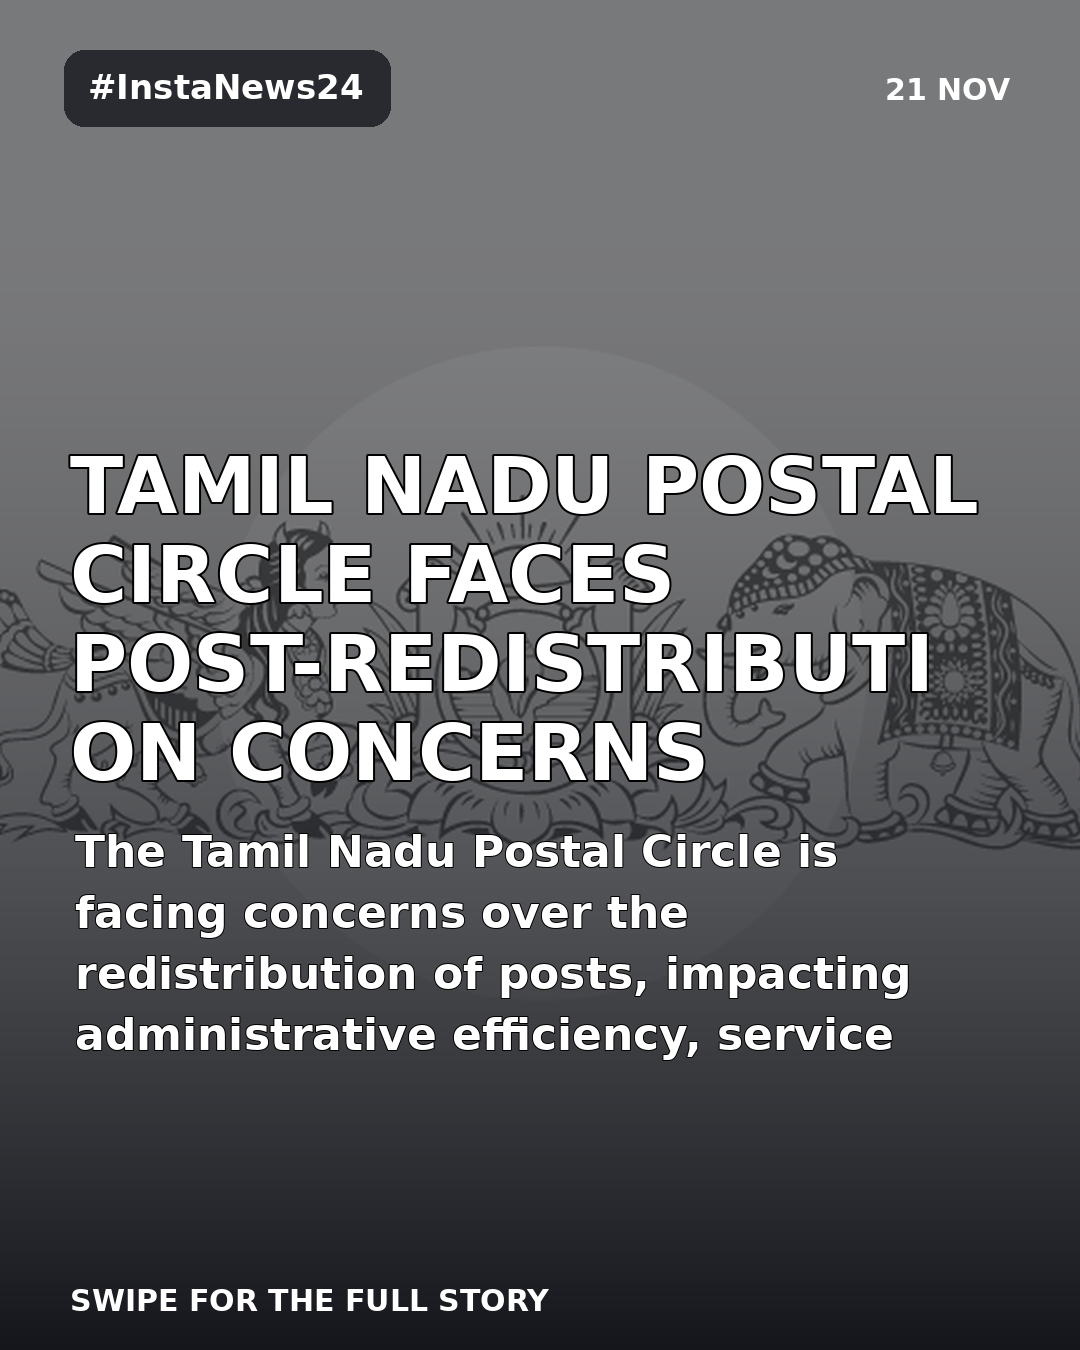 #InstaNews24
21 NOV
TAMIL NADU POSTAL
CIRCLE FACES
POST-REDISTRIBUTI
ON CONCERNS
The Tamil Nadu Postal Circle is
facing concerns over the
redistribution of posts, impacting
administrative efficiency, service
SWIPE FOR THE FULL STORY